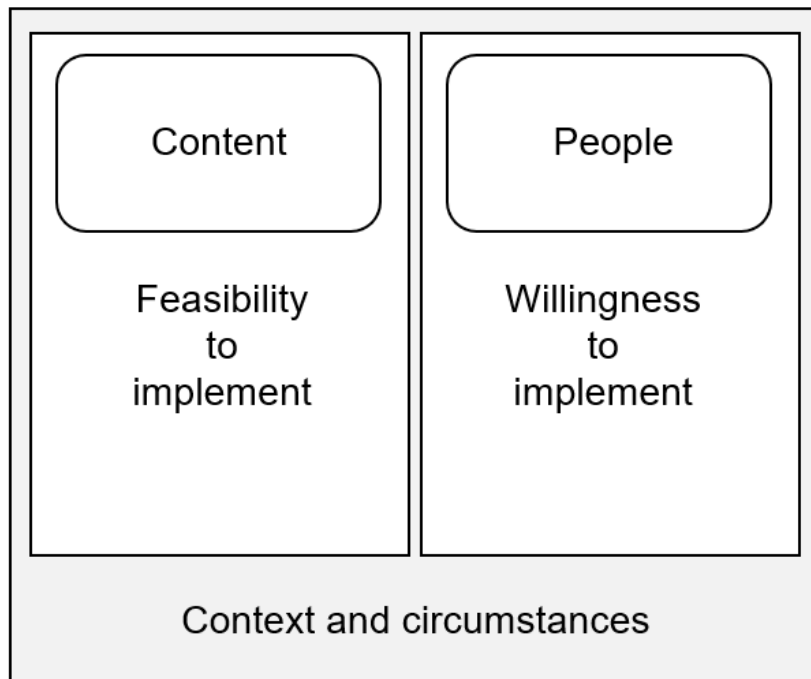 Content
Feasibility
to
implement
People
Willingness
to
implement
Context and circumstances